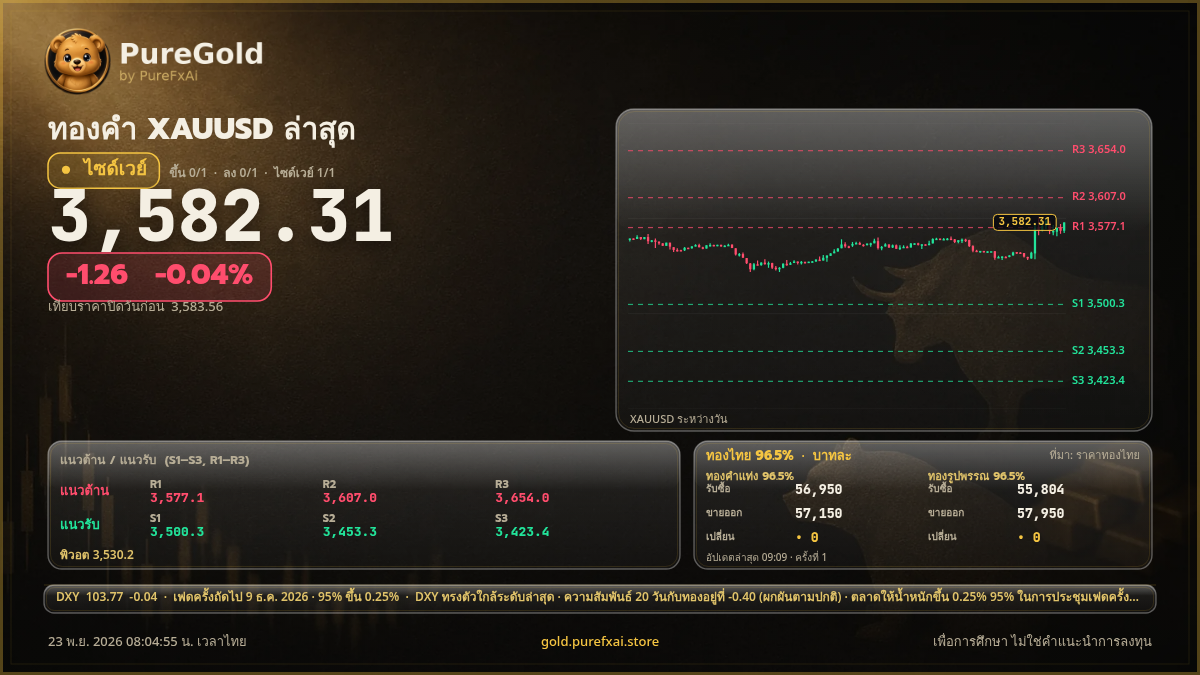 PureGold
by PureFxAi
ทองคำ XAUUSD ล่าสุด
• ไซด์เวย์ ขึ้น 0/1 · ลง 0/1 · ไซด์เวย์ 1/1
3,582.31
-1.26 -0.04%
เทียบราคาปิดวันก่อน 3,583.56
R3 3,654.0
R2 3,607.0
3,582.31
R1 3,577.1
S1 3,500.3
S2 3,453.3
S3 3,423.4
XAUUSD ระหว่างวัน
แนวต้าน / แนวรับ (S1–S3, R1–R3)
R1 R2 R3
แนวต้าน 3,577.1 3,607.0 3,654.0
S1 S2 S3
แนวรับ 3,500.3 3,453.3 3,423.4
พิวอต 3,530.2
ทองไทย 96.5% · บาทละ ที่มา: ราคาทองไทย
ทองคำแท่ง 96.5% ทองรูปพรรณ 96.5%
รับซื้อ 56,950 รับซื้อ 55,804
ขายออก 57,150 ขายออก 57,950
เปลี่ยน • 0 เปลี่ยน • 0
อัปเดตล่าสุด 09:09 · ครั้งที่ 1
DXY 103.77 -0.04 · เฟดครั้งถัดไป 9 ธ.ค. 2026 · 95% ขึ้น 0.25% · DXY ทรงตัวใกล้ระดับล่าสุด · ความสัมพันธ์ 20 วันกับทองอยู่ที่ -0.40 (ผกผันตามปกติ) · ตลาดให้น้ำหนักขึ้น 0.25% 95% ในการประชุมเฟดครั้ง...
23 พ.ย. 2026 08:04:55 น. เวลาไทย
gold.purefxai.store
เพื่อการศึกษา ไม่ใช่คำแนะนำการลงทุน